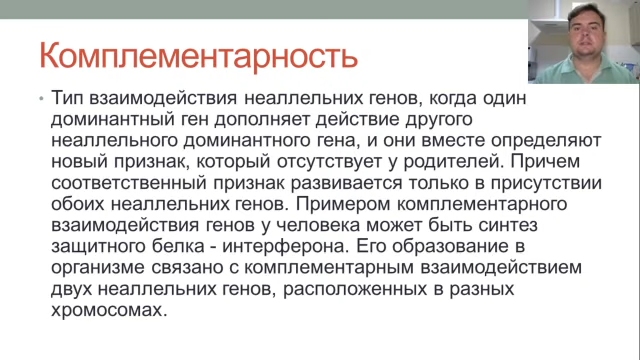 Комплементарность
• Тип взаимодействия неаллельних генов, когда один
доминантный ген дополняет действие другого
неаллельного доминантного гена, и они вместе определяют
новый признак, который отсутствует у родителей. Причем
соответственный признак развивается только в присутствии
обоих неаллельних генов. Примером комплементарного
взаимодействия генов у человека может быть синтез
защитного белка - интерферона. Его образование в
организме связано с комплементарным взаимодействием
двух неаллельних генов, расположенных в разных
хромосомах.